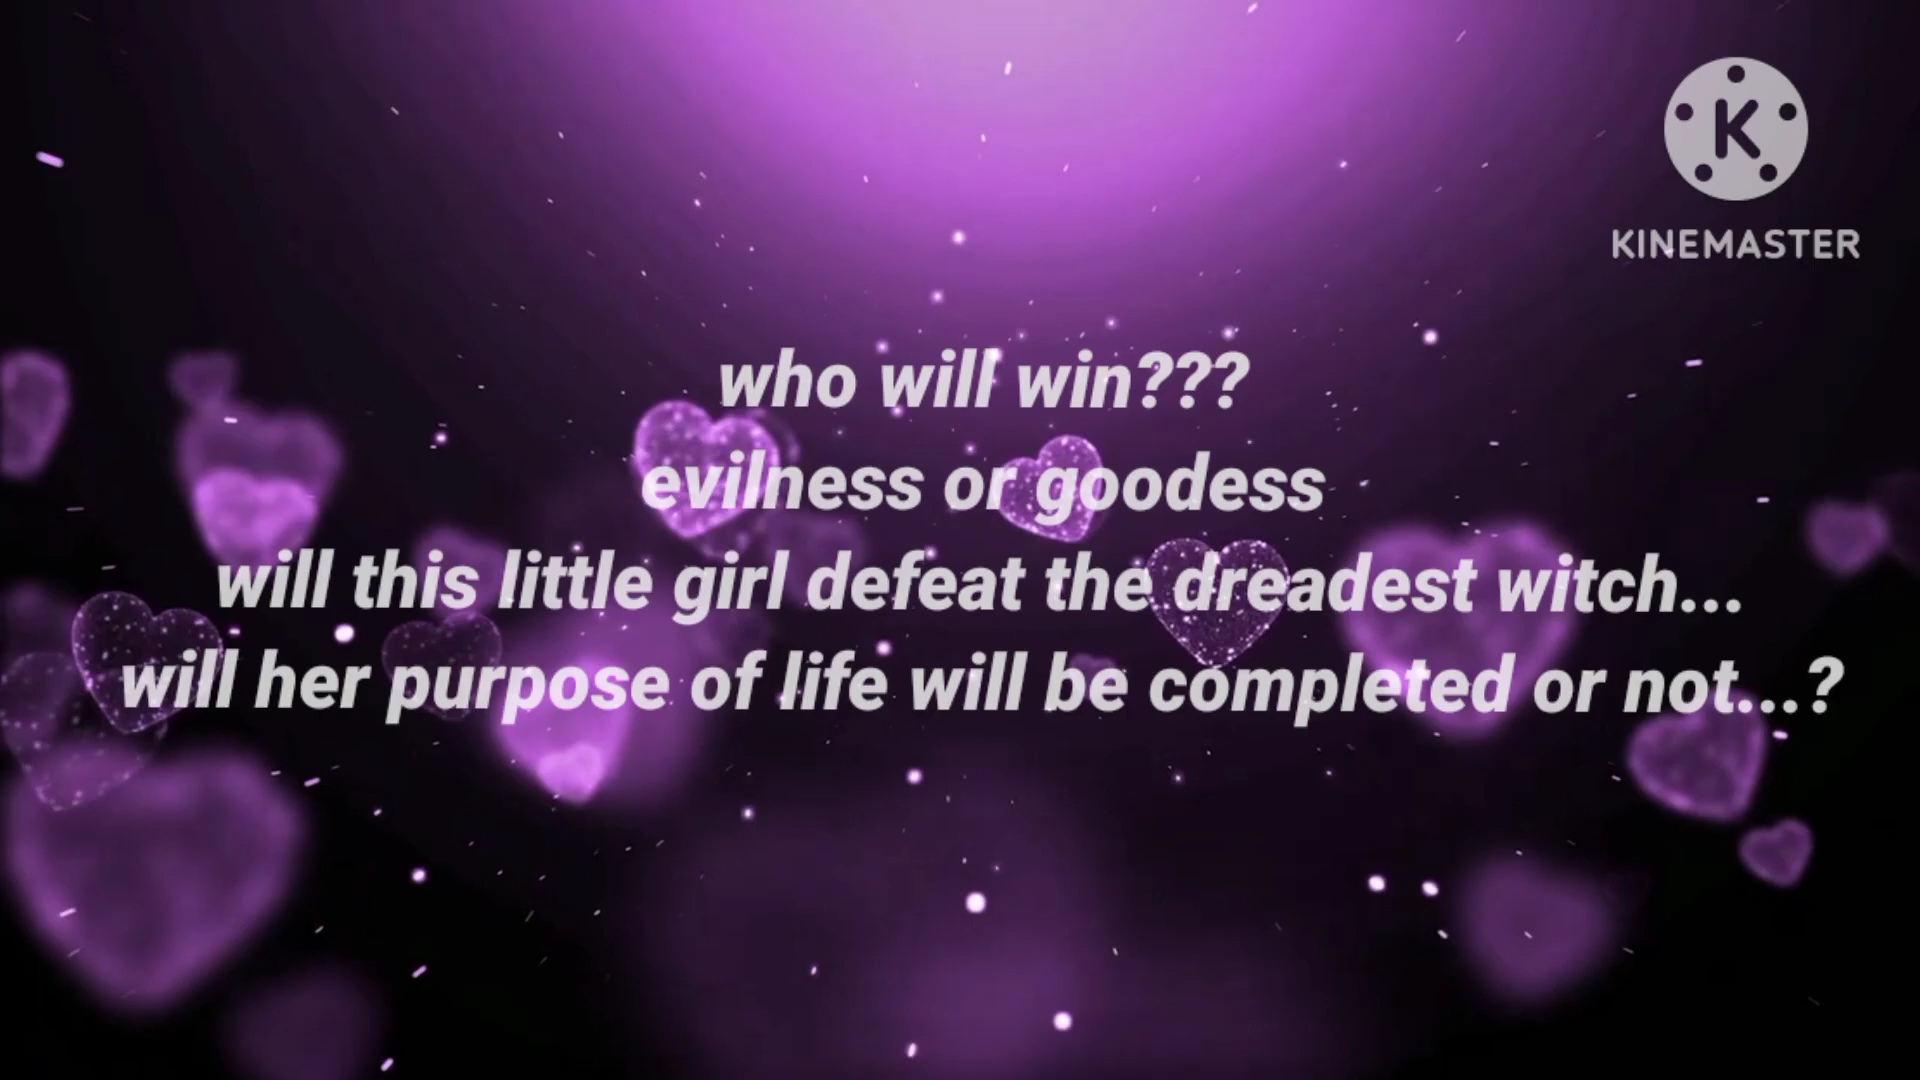 K
KINEMASTER
who will win???
evilness or goodess
will this little girl defeat the dreadest witch...
will her purpose of life will be completed or not...?